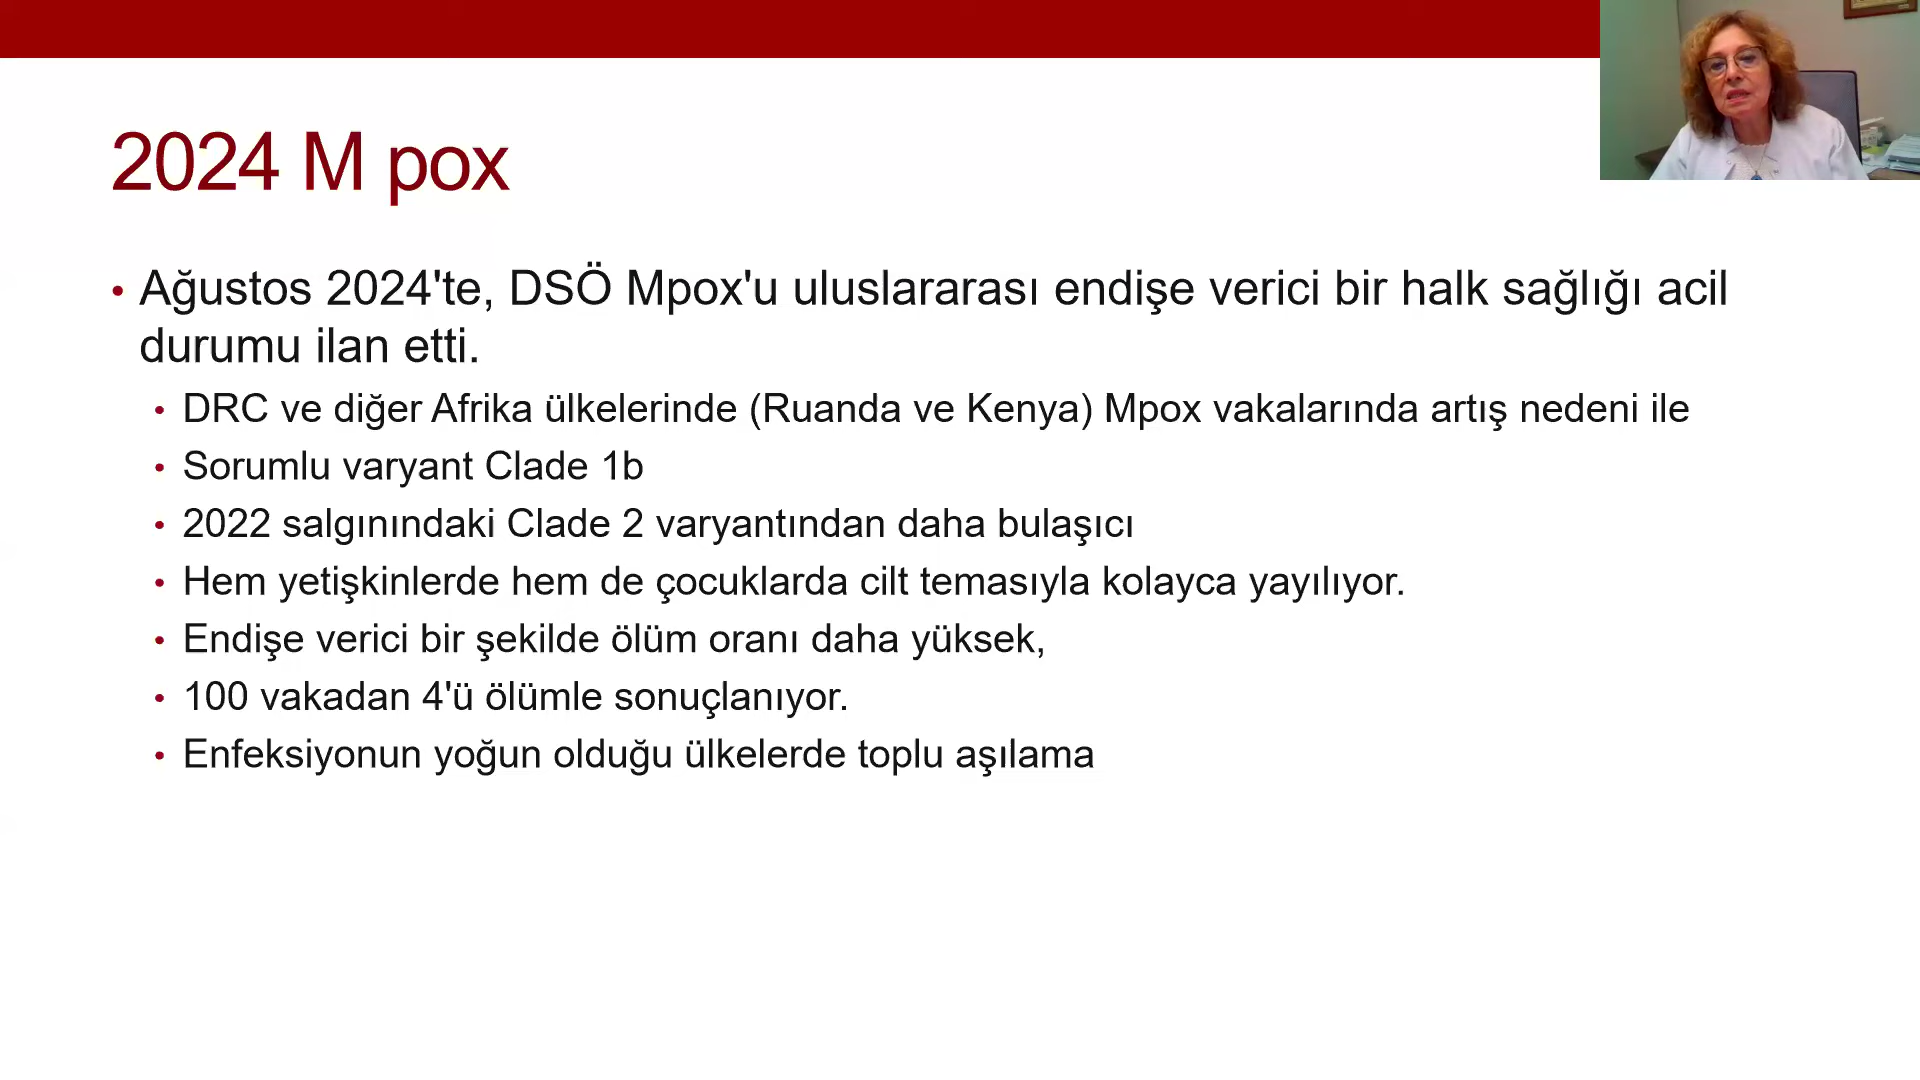 2024 M pox
• Ağustos 2024'te, DSÖ Mpox'u uluslararası endişe verici bir halk sağlığı acil
durumu ilan etti.
• DRC ve diğer Afrika ülkelerinde (Ruanda ve Kenya) Mpox vakalarında artış nedeni ile
• Sorumlu varyant Clade 1b
• 2022 salgınındaki Clade 2 varyantından daha bulaşıcı
• Hem yetişkinlerde hem de çocuklarda cilt temasıyla kolayca yayılıyor.
• Endişe verici bir şekilde ölüm oranı daha yüksek,
• 100 vakadan 4'ü ölümle sonuçlanıyor.
• Enfeksiyonun yoğun olduğu ülkelerde toplu aşılama